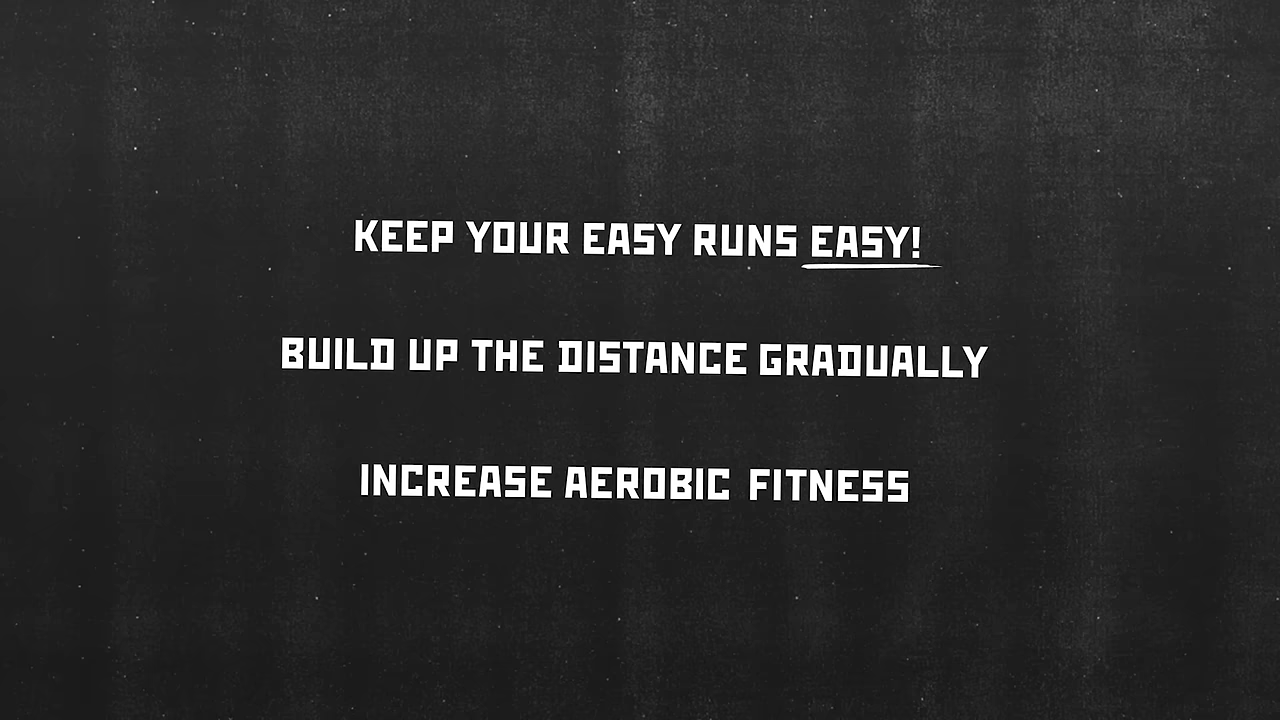 KEEP YOUR EASY RUNS EASY!
BUILD UP THE DISTANCE GRADUALLY
INCREASE AEROBIC FITNESS